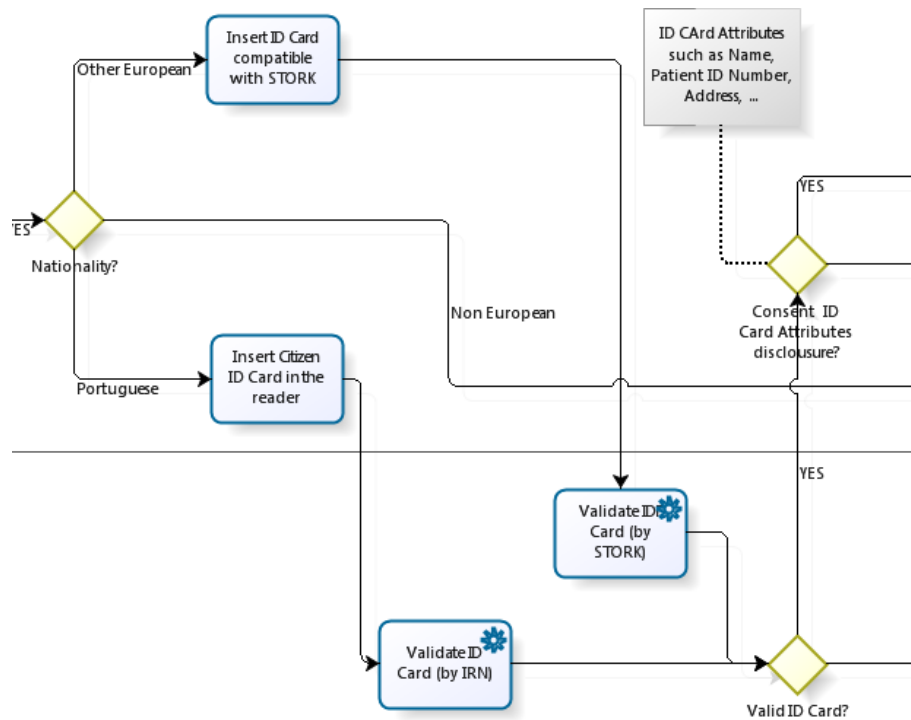 Insert ID Card
compatible
with STORK
ID CArd Attributes
such as Name,
Patient ID Number,
Address, ...
Other European
YES
YES
Nationality?
Non European
Consent ID
Card Attributes
disclousure?
Insert Citizen
ID Card in the
reader
Portuguese
YES
Validate ID
Card (by
STORK)
Validate ID
Card (by IRN)
Valid ID Card?